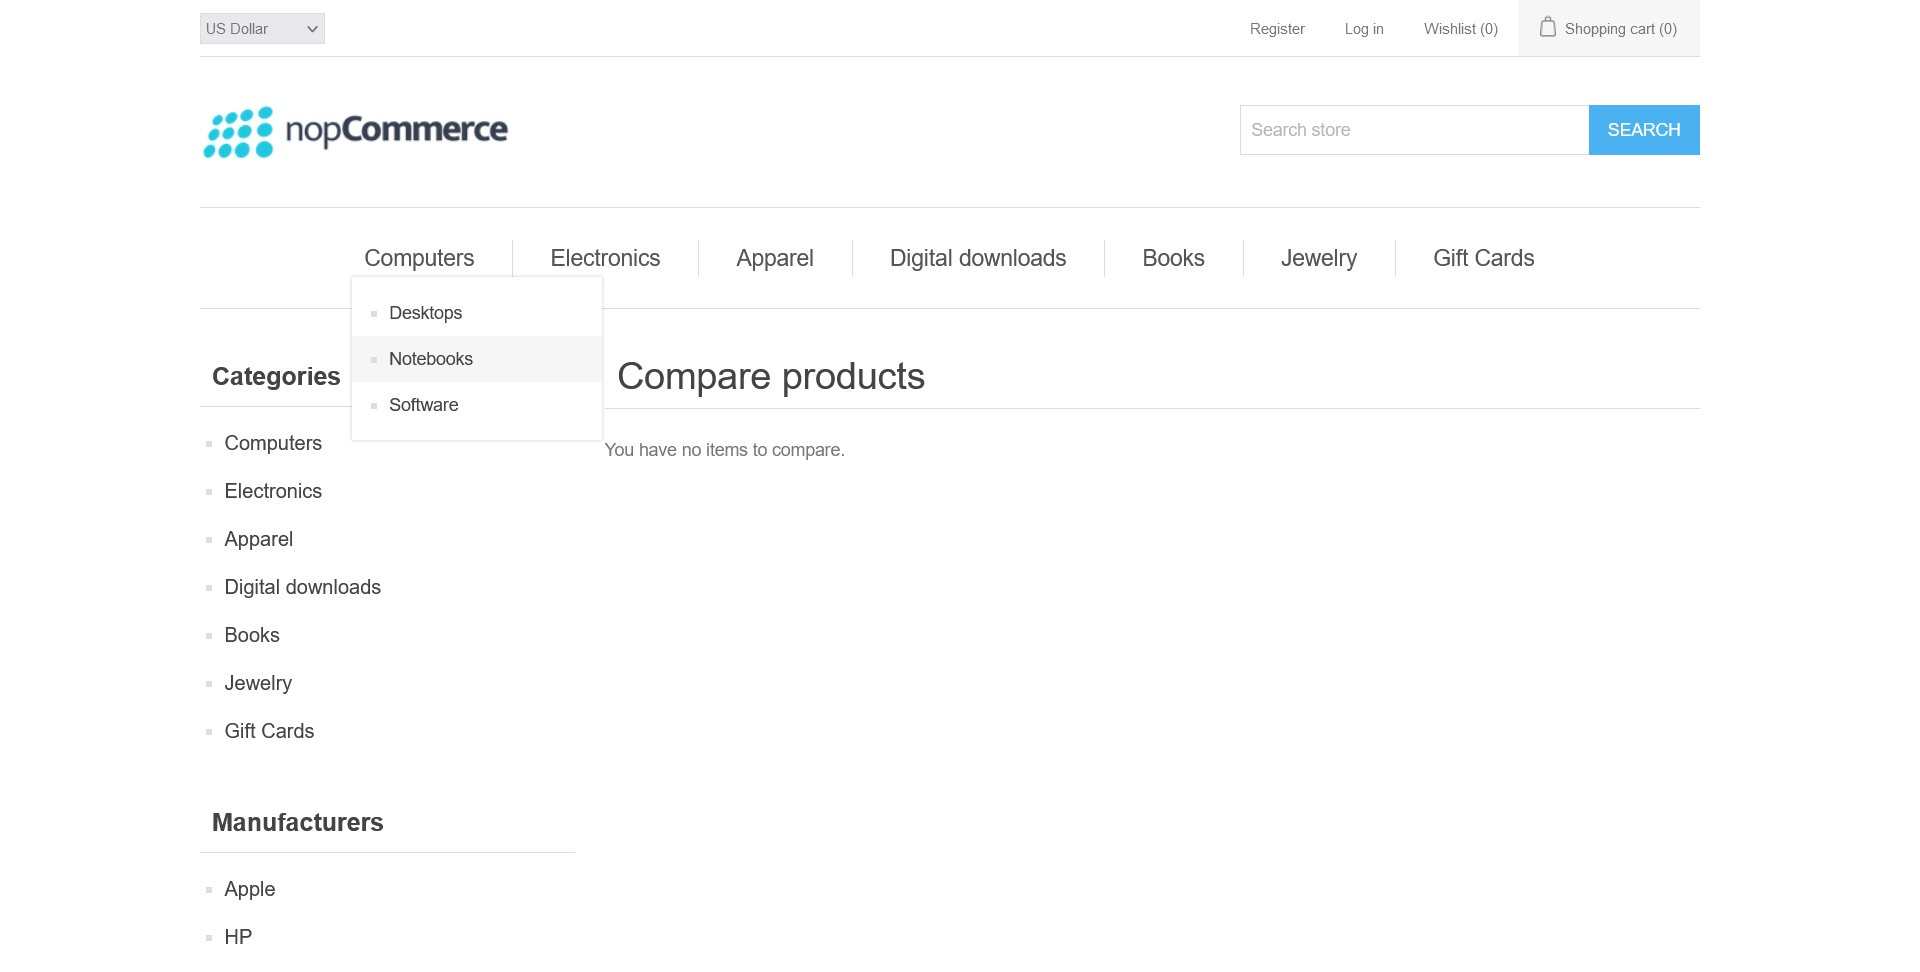 US Dollar
Register
Log in
Wishlist (0)
Shopping cart (0)
nopCommerce
Search store
SEARCH
Computers
Electronics
Apparel
Digital downloads
Books
Jewelry
Gift Cards
Desktops
Notebooks
Software
Categories
Computers
Electronics
Apparel
Digital downloads
Books
Jewelry
Gift Cards
Manufacturers
Apple
HP
Compare products
You have no items to compare.